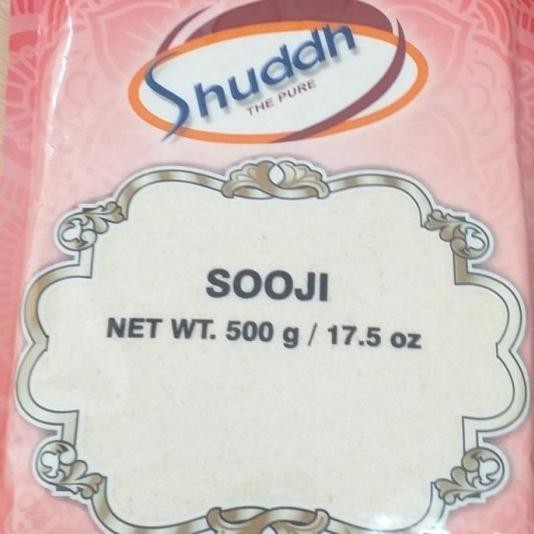 Shuddh
THE PURE
SOOJI
NET WT. 500 g / 17.5 oz